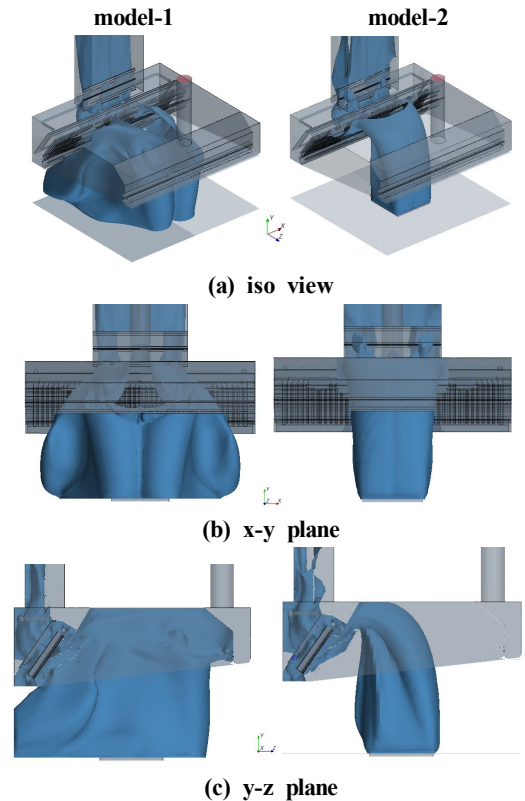 model-1 model-2
Y
X
Z
(a) iso view
Y
Z X
Y
Z X
(b) x-y plane
Y
X Z
Y
X Z
(c) y-z plane